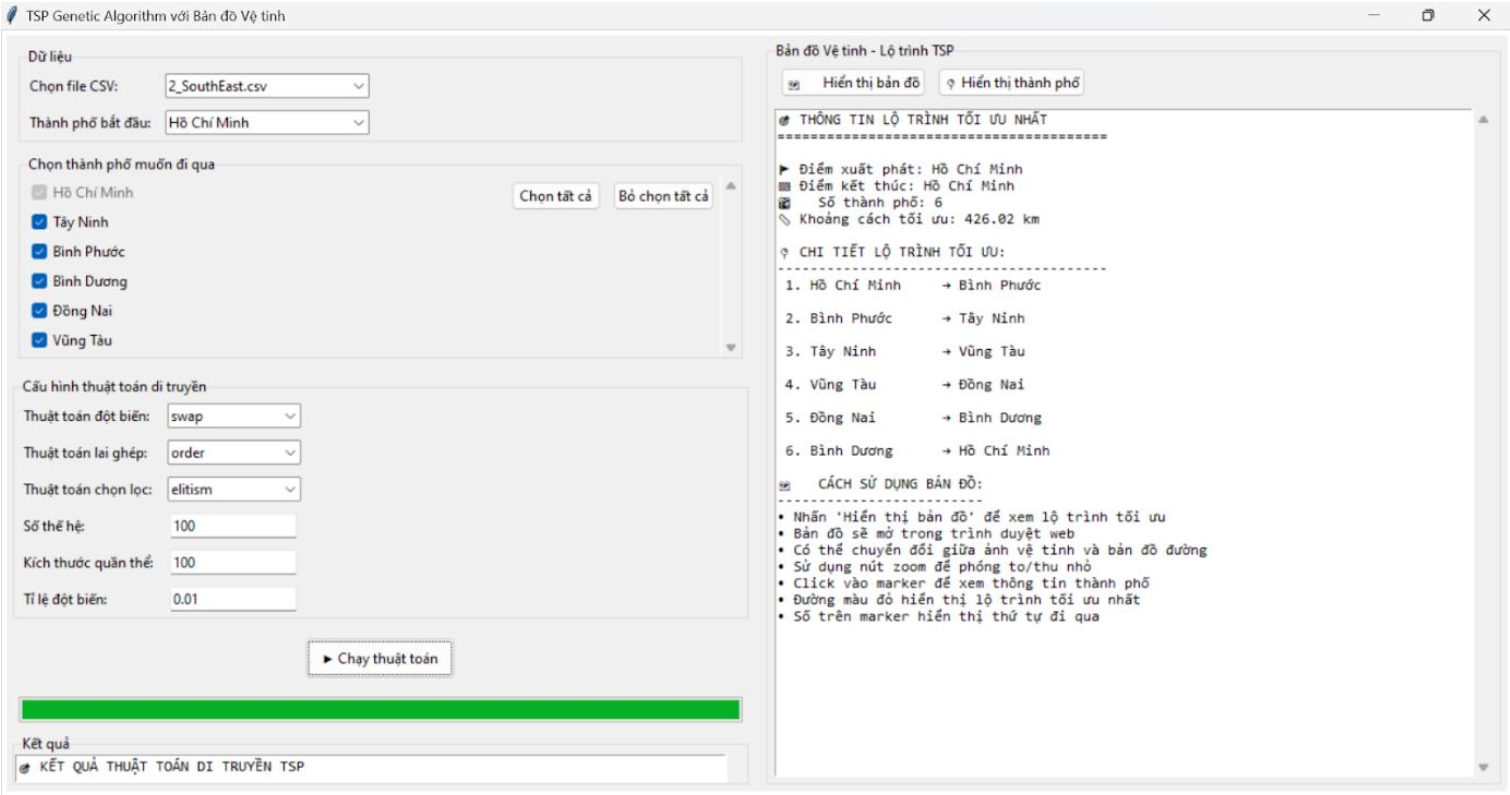 TSP Genetic Algorithm với Bản đồ Vệ tinh
Dữ liệu
Chọn file CSV: 2_SouthEast.csv
Thành phố bắt đầu: Hồ Chí Minh
Chọn thành phố muốn đi qua
Hồ Chí Minh
Chọn tất cả
Bỏ chọn tất cả
Tây Ninh
Bình Phước
Bình Dương
Đồng Nai
Vũng Tàu
Cấu hình thuật toán di truyền
Thuật toán đột biến: swap
Thuật toán lai ghép: order
Thuật toán chọn lọc: elitism
Số thế hệ: 100
Kích thước quần thể: 100
Tỉ lệ đột biến: 0.01
► Chạy thuật toán
Kết quả
KẾT QUẢ THUẬT TOÁN DI TRUYỀN TSP
Bản đồ Vệ tinh - Lộ trình TSP
Hiển thị bản đồ
Hiển thị thành phố
THÔNG TIN LỘ TRÌNH TỐI ƯU NHẤT
========================================
Điểm xuất phát: Hồ Chí Minh
Điểm kết thúc: Hồ Chí Minh
Số thành phố: 6
Khoảng cách tối ưu: 426.02 km
CHI TIẾT LỘ TRÌNH TỐI ƯU:
----------------------------------------
1. Hồ Chí Minh → Bình Phước
2. Bình Phước → Tây Ninh
3. Tây Ninh → Vũng Tàu
4. Vũng Tàu → Đồng Nai
5. Đồng Nai → Bình Dương
6. Bình Dương → Hồ Chí Minh
CÁCH SỬ DỤNG BẢN ĐỒ:
-------------------------
• Nhấn 'Hiển thị bản đồ' để xem lộ trình tối ưu
• Bản đồ sẽ mở trong trình duyệt web
• Có thể chuyển đổi giữa ảnh vệ tinh và bản đồ đường
• Sử dụng nút zoom để phóng to/thu nhỏ
• Click vào marker để xem thông tin thành phố
• Đường màu đỏ hiển thị lộ trình tối ưu nhất
• Số trên marker hiển thị thứ tự đi qua